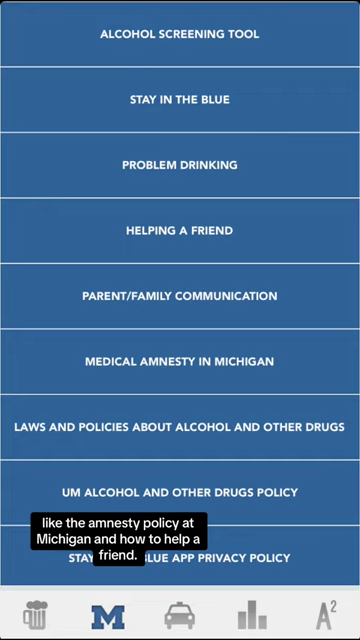 ALCOHOL SCREENING TOOL
STAY IN THE BLUE
PROBLEM DRINKING
HELPING A FRIEND
PARENT/FAMILY COMMUNICATION
MEDICAL AMNESTY IN MICHIGAN
LAWS AND POLICIES ABOUT ALCOHOL AND OTHER DRUGS
UM ALCOHOL AND OTHER DRUGS POLICY
like the amnesty policy at
Michigan and how to help a
friend.
STAY BLUE APP PRIVACY POLICY
M
A2